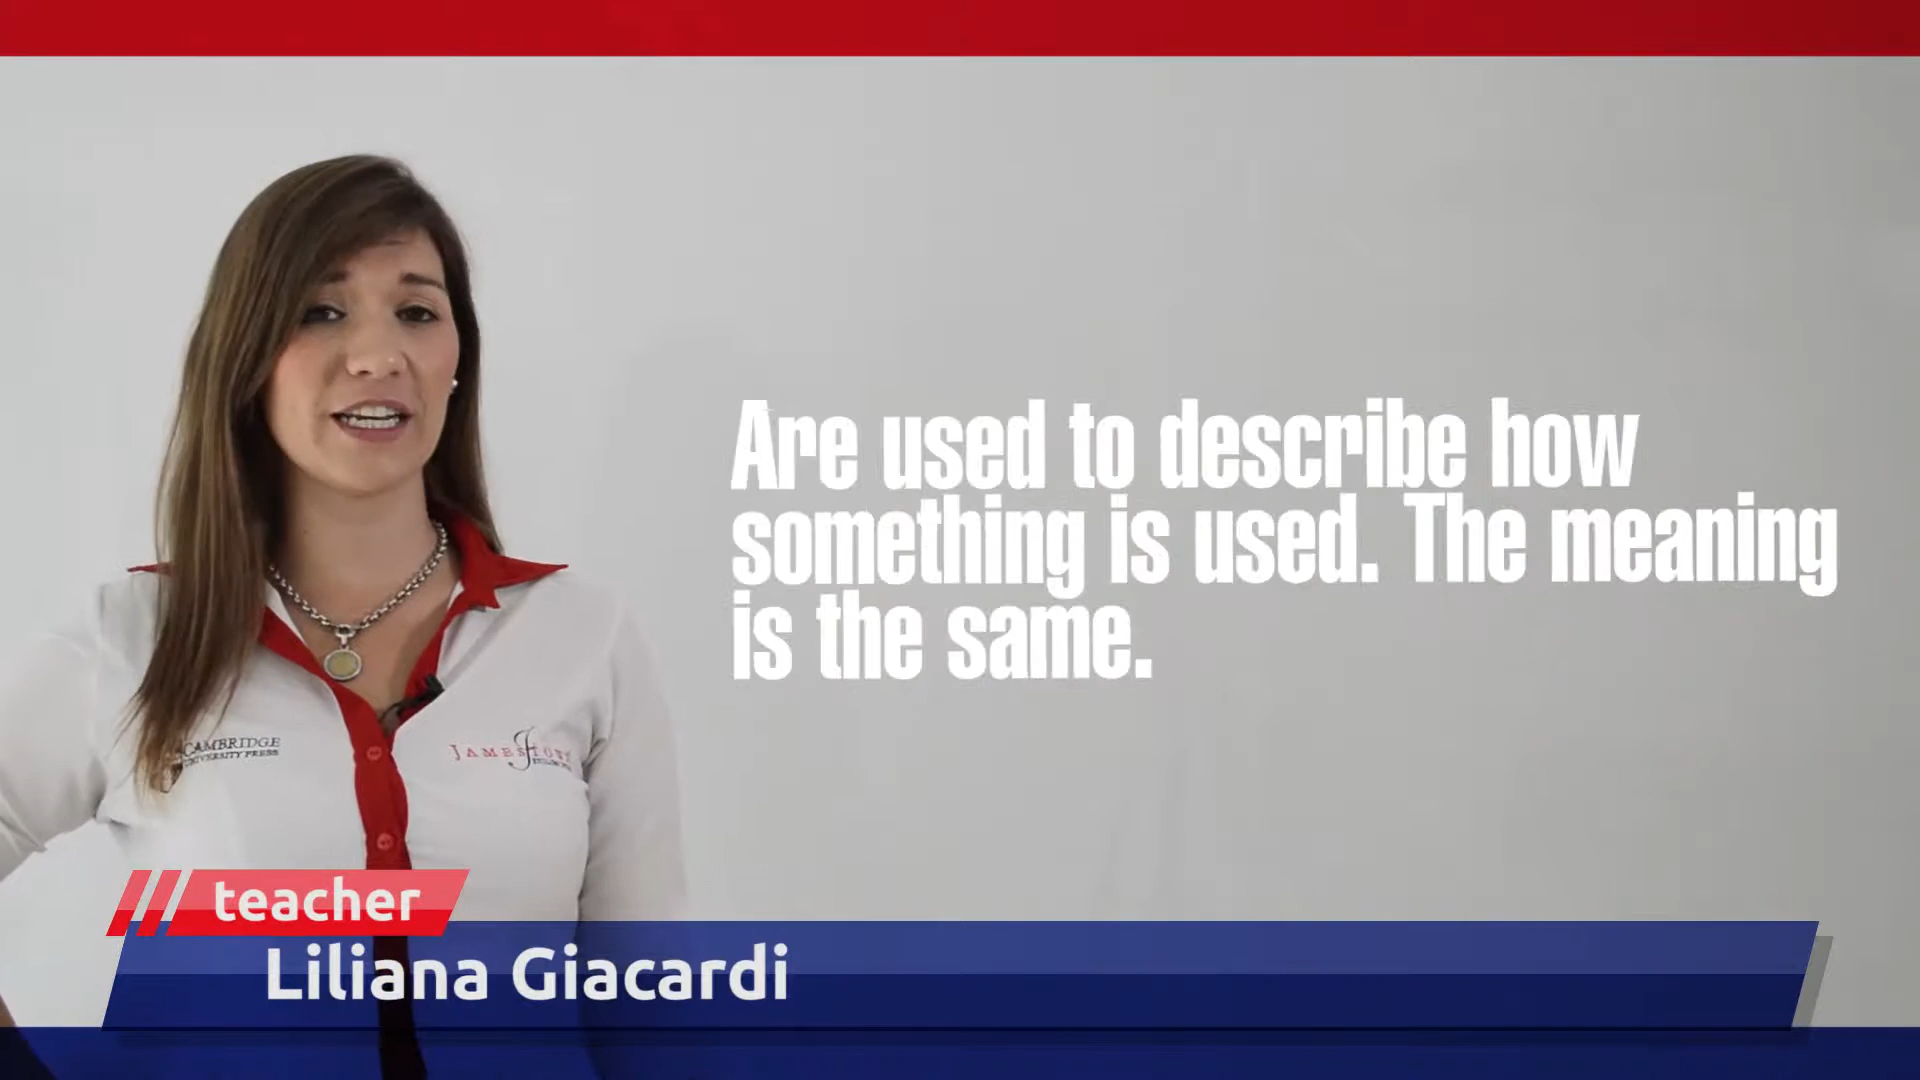 Are used to describe how
something is used. The meaning
is the same.
CAMBRIDGE
UNIVERSITY PRESS
teacher
Liliana Giacardi